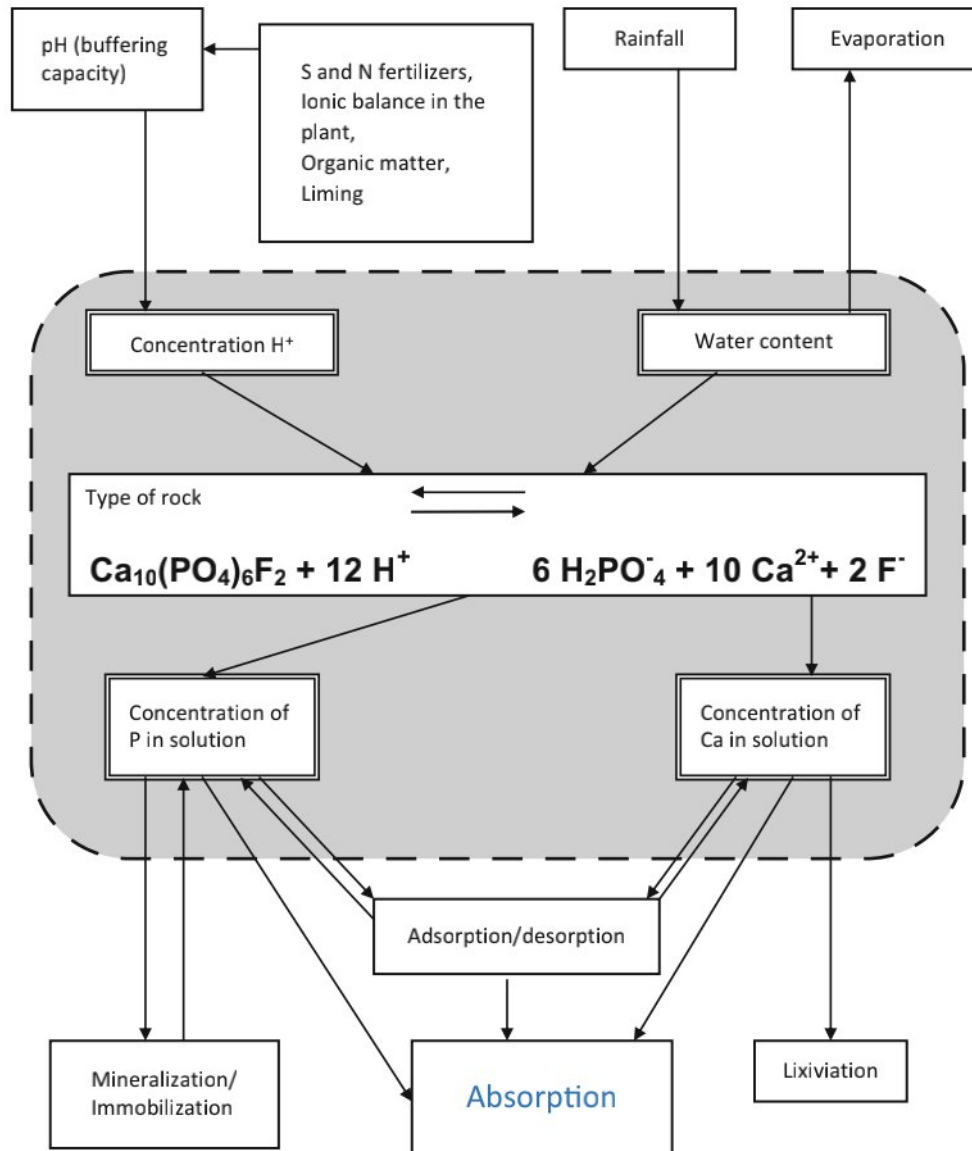 pH (buffering
capacity)
S and N fertilizers,
Ionic balance in the
plant,
Organic matter,
Liming
Rainfall
Evaporation
Concentration H⁺
Water content
Type of rock
Ca₁₀(PO₄)₆F₂ + 12 H⁺ 6 H₂PO⁻₄ + 10 Ca²⁺+ 2 F⁻
Concentration of
P in solution
Concentration of
Ca in solution
Adsorption/desorption
Mineralization/
Immobilization
Absorption
Lixiviation